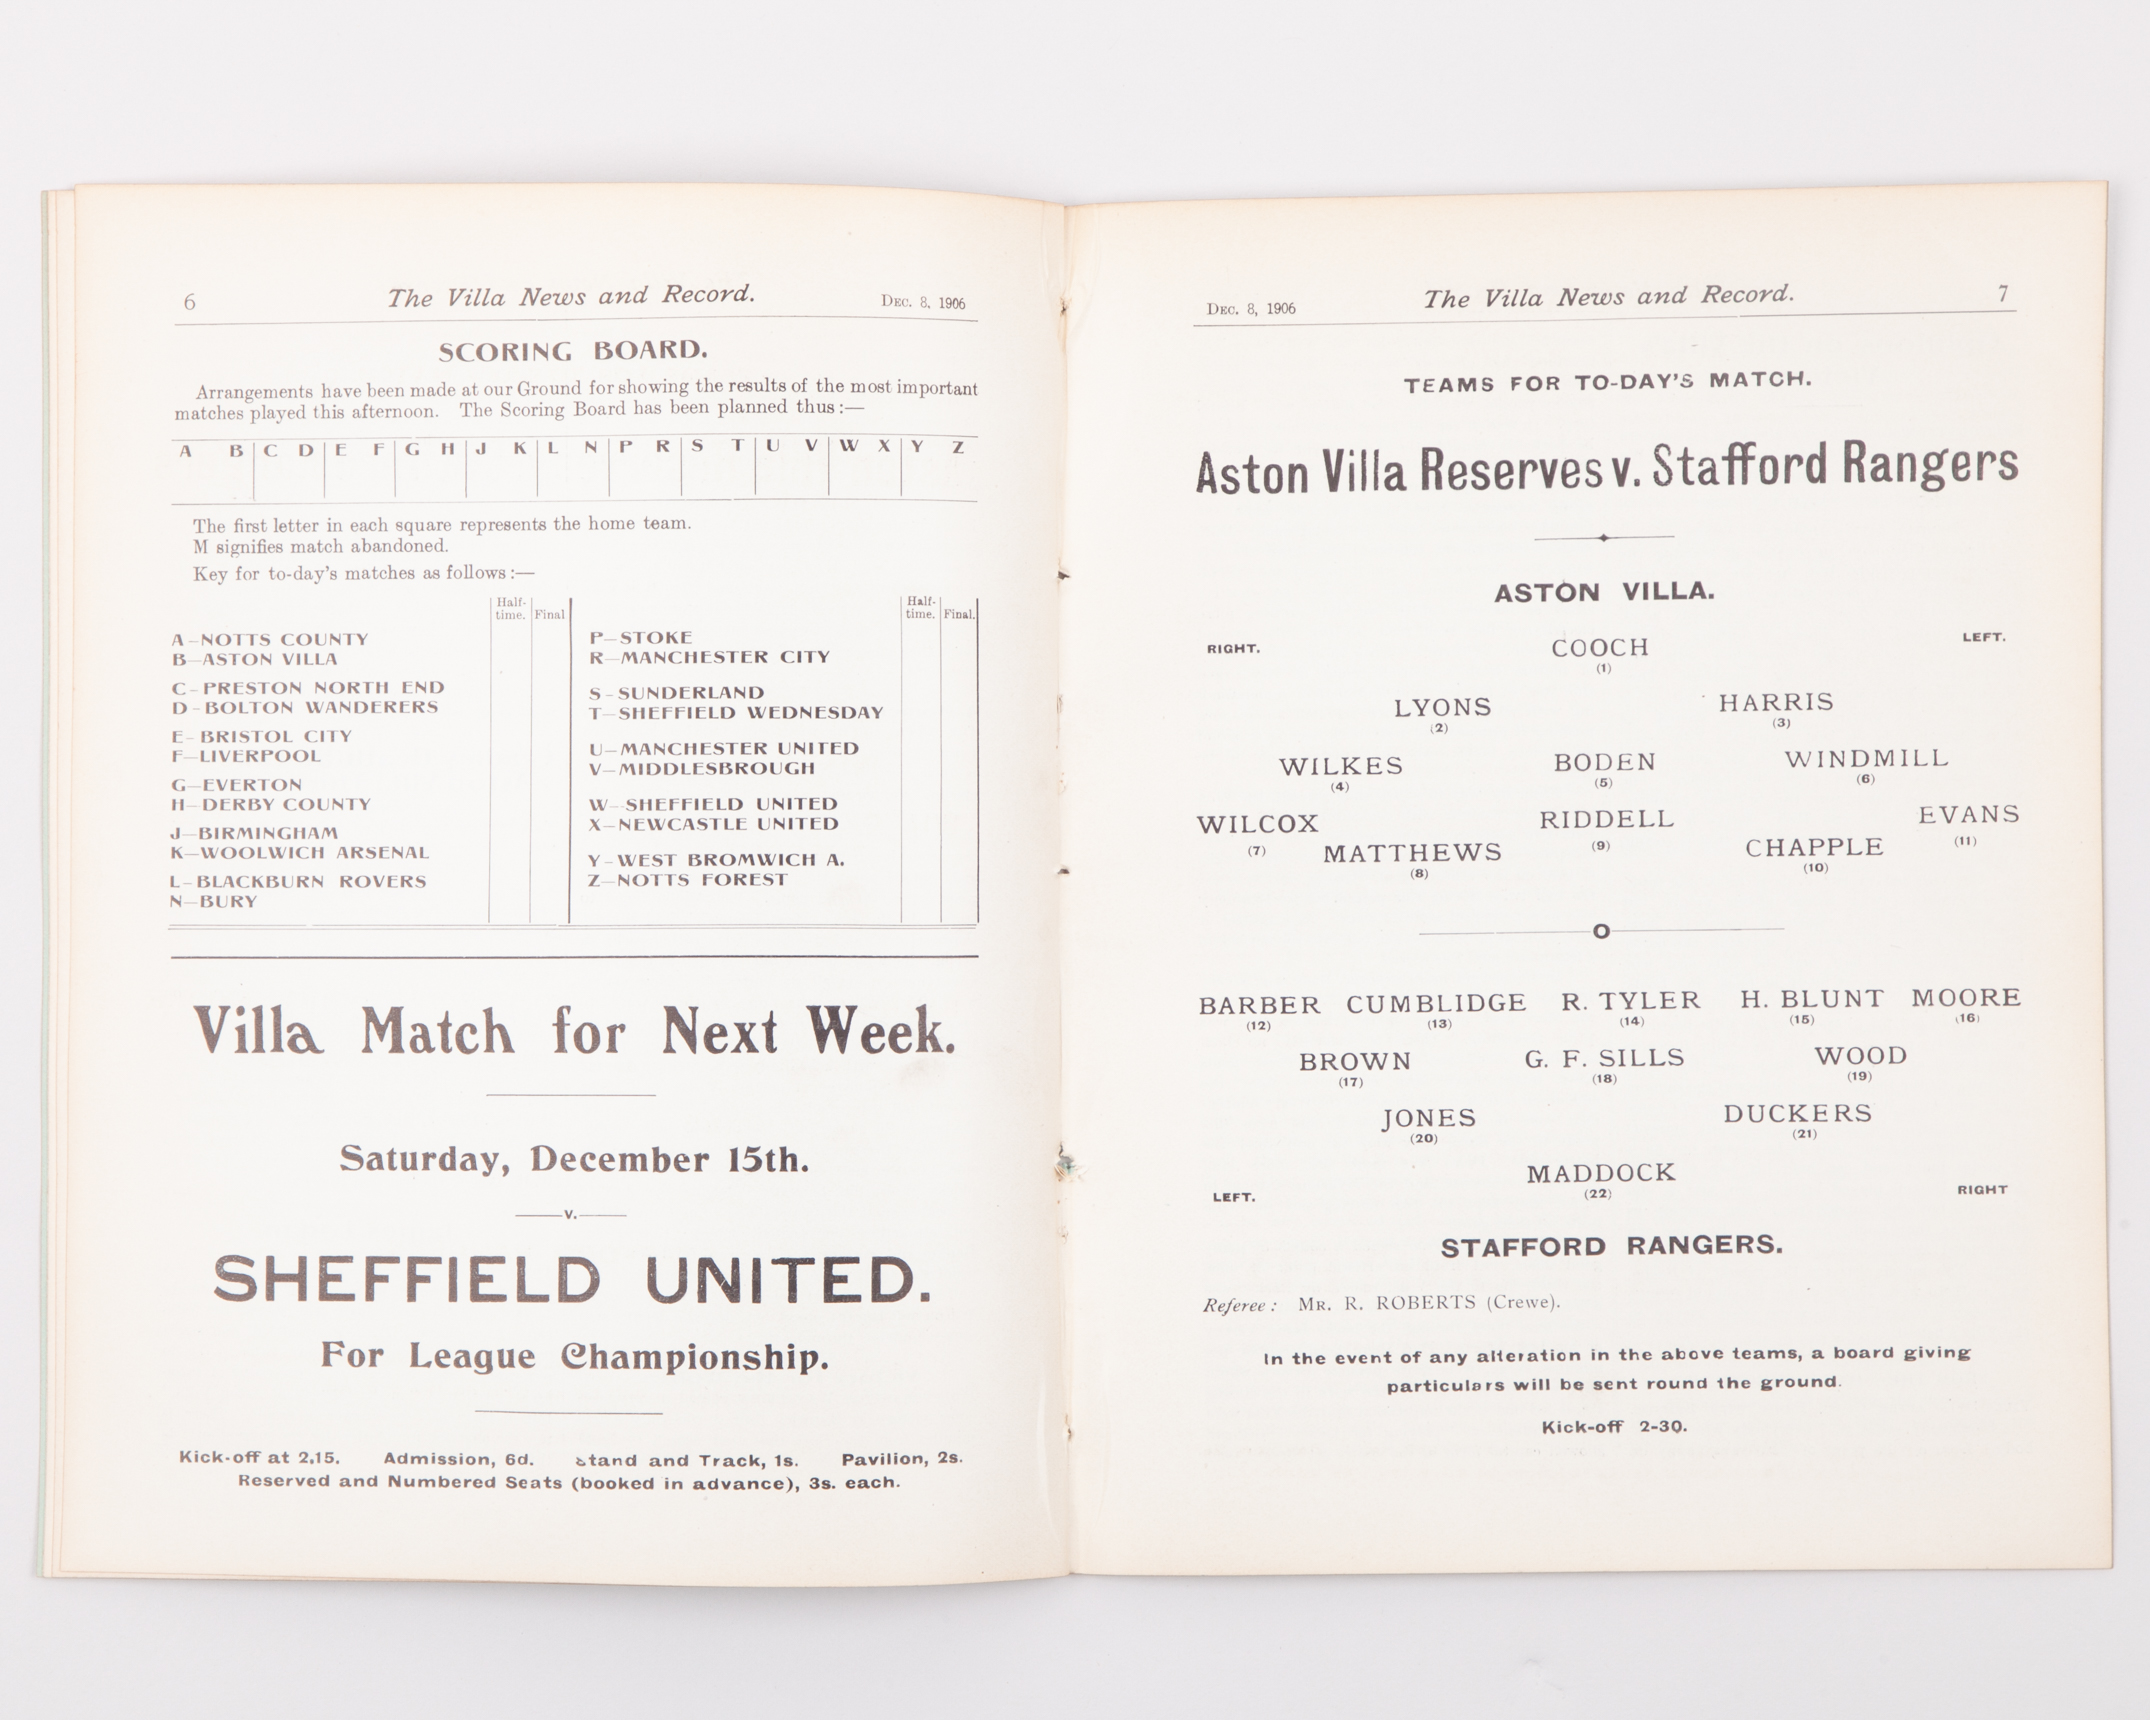 6 The Villa News and Record. DEC. 8, 1906
SCORING BOARD.
Arrangements have been made at our Ground for showing the results of the most important
matches played this afternoon. The Scoring Board has been planned thus:—
A B C D E F G H J K L N P R S T U V W X Y Z
The first letter in each square represents the home team.
M signifies match abandoned.
Key for to-day's matches as follows:—
Half-
time. Final
A—NOTTS COUNTY
B—ASTON VILLA
C—PRESTON NORTH END
D—BOLTON WANDERERS
E—BRISTOL CITY
F—LIVERPOOL
G—EVERTON
H—DERBY COUNTY
J—BIRMINGHAM
K—WOOLWICH ARSENAL
L—BLACKBURN ROVERS
N—BURY
Half-
time. Final.
P—STOKE
R—MANCHESTER CITY
S—SUNDERLAND
T—SHEFFIELD WEDNESDAY
U—MANCHESTER UNITED
V—MIDDLESBROUGH
W—SHEFFIELD UNITED
X—NEWCASTLE UNITED
Y—WEST BROMWICH A.
Z—NOTTS FOREST
Villa Match for Next Week.
Saturday, December 15th.
v.
SHEFFIELD UNITED.
For League Championship.
Kick-off at 2.15. Admission, 6d. Stand and Track, 1s. Pavilion, 2s.
Reserved and Numbered Seats (booked in advance), 3s. each.
DEC. 8, 1906 The Villa News and Record. 7
TEAMS FOR TO-DAY'S MATCH.
Aston Villa Reserves v. Stafford Rangers
ASTON VILLA.
RIGHT. COOCH LEFT.
(1)
LYONS HARRIS
(2) (3)
WILKES BODEN WINDMILL
(4) (5) (6)
WILCOX RIDDELL EVANS
(7) (9) (11)
MATTHEWS CHAPPLE
(8) (10)
O
BARBER CUMBLIDGE R. TYLER H. BLUNT MOORE
(12) (13) (14) (15) (16)
BROWN G. F. SILLS WOOD
(17) (18) (19)
JONES DUCKERS
(20) (21)
MADDOCK
(22)
LEFT. RIGHT
STAFFORD RANGERS.
Referee: MR. R. ROBERTS (Crewe).
In the event of any alteration in the above teams, a board giving
particulars will be sent round the ground.
Kick-off 2-30.